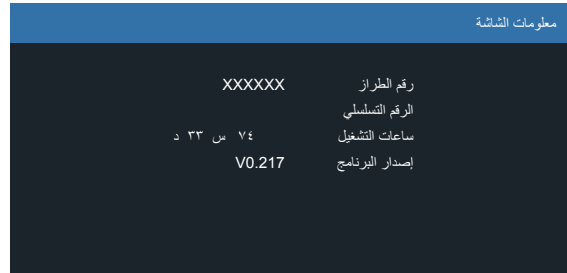 معلومات الشاشة
رقم الطراز XXXXXX
الرقم التسلسلي
ساعات التشغيل ٧٤ س ٣٣ د
إصدار البرنامج V0.217